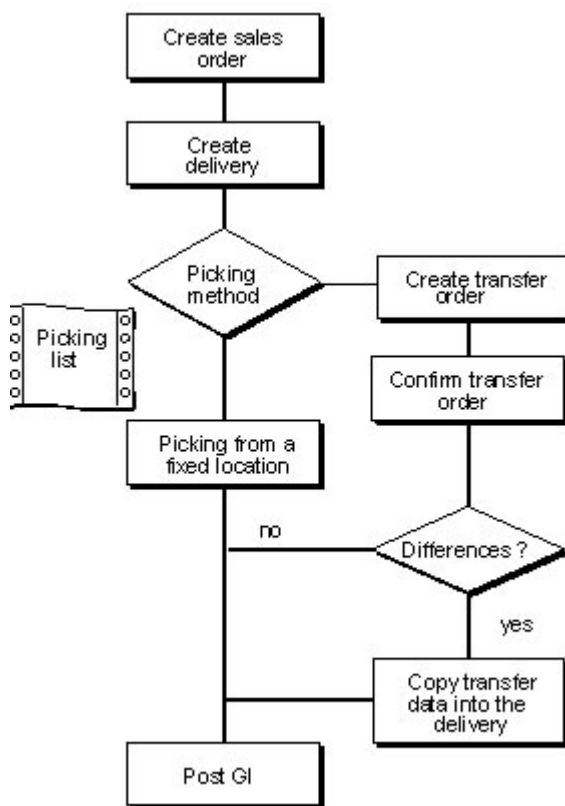 Create sales
order
Create
delivery
Picking
method
Create transfer
order
Picking
list
Confirm transfer
order
Picking from a
fixed location
no
Differences ?
yes
Copy transfer
data into the
delivery
Post GI